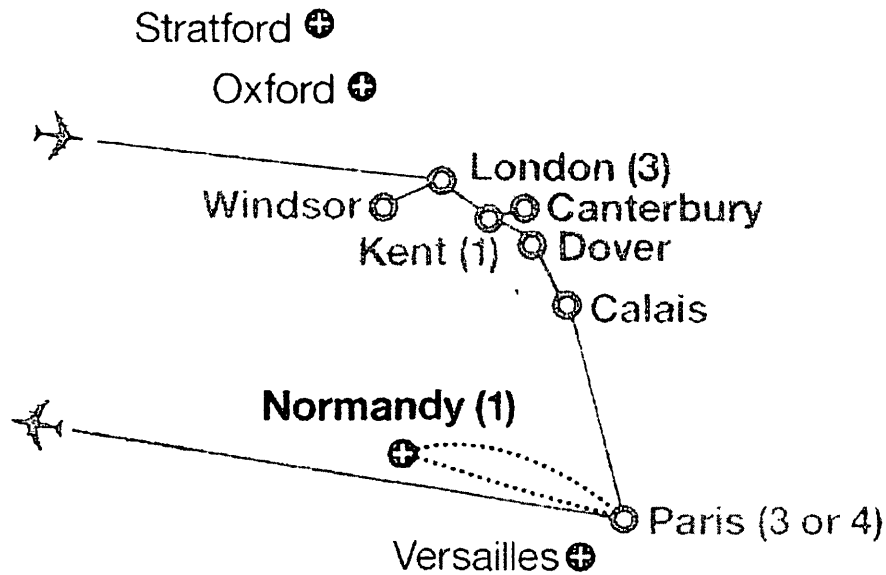 Stratford
Oxford
London (3)
Windsor
Canterbury
Kent (1)
Dover
Calais
Normandy (1)
Paris (3 or 4)
Versailles